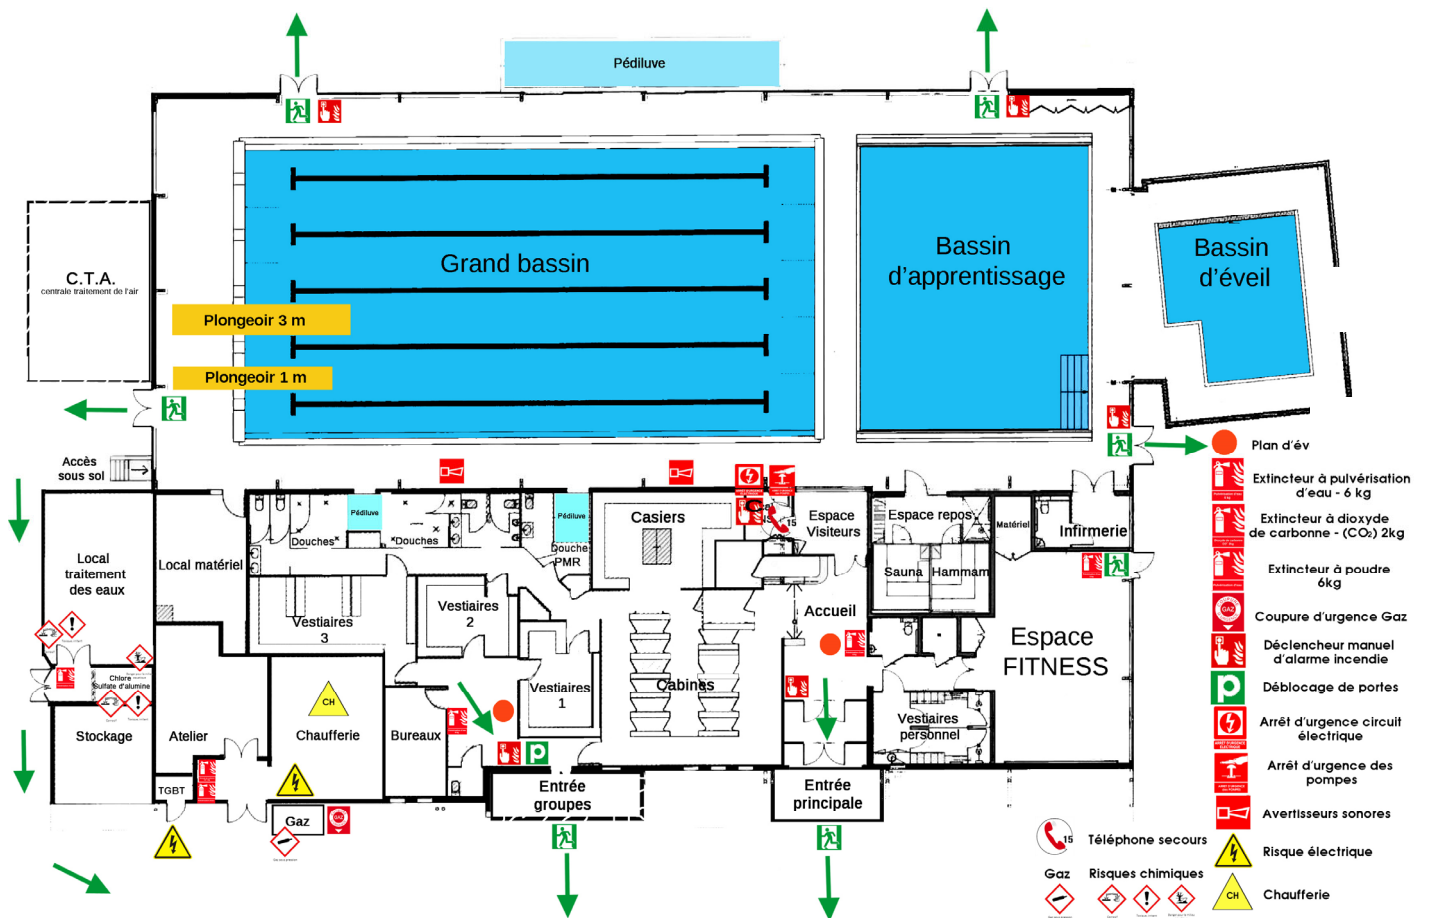 Pédiluve
C.T.A.
centrale traitement de l'air
Grand bassin
Bassin
d'apprentissage
Bassin
d'éveil
Plongeoir 3 m
Plongeoir 1 m
Accès
sous sol
Pédiluve
Douches
Douches
Pédiluve
Douche
PMR
Casiers
15
Espace
Visiteurs
Espace repos
Matériel
Infirmerie
Local
traitement
des eaux
Local matériel
Vestiaires
3
Vestiaires
2
Vestiaires
1
Sauna
Hammam
Accueil
Espace
FITNESS
Cabines
Chlore
Sulfate d'alumine
Stockage
Atelier
CH
Chaufferie
Bureaux
Vestiaires
personnel
TGBT
Gaz
GAZ
Entrée
groupes
Entrée
principale
Plan d'év
Extincteur à pulvérisation
d'eau - 6 kg
Extincteur à dioxyde
de carbonne - (CO₂) 2kg
Extincteur à poudre
6kg
GAZ
Coupure d'urgence Gaz
Déclencheur manuel
d'alarme incendie
P
Déblocage de portes
Arrêt d'urgence circuit
électrique
Arrêt d'urgence des
pompes
Avertisseurs sonores
15
Téléphone secours
Risque électrique
Gaz
Risques chimiques
CH
Chaufferie